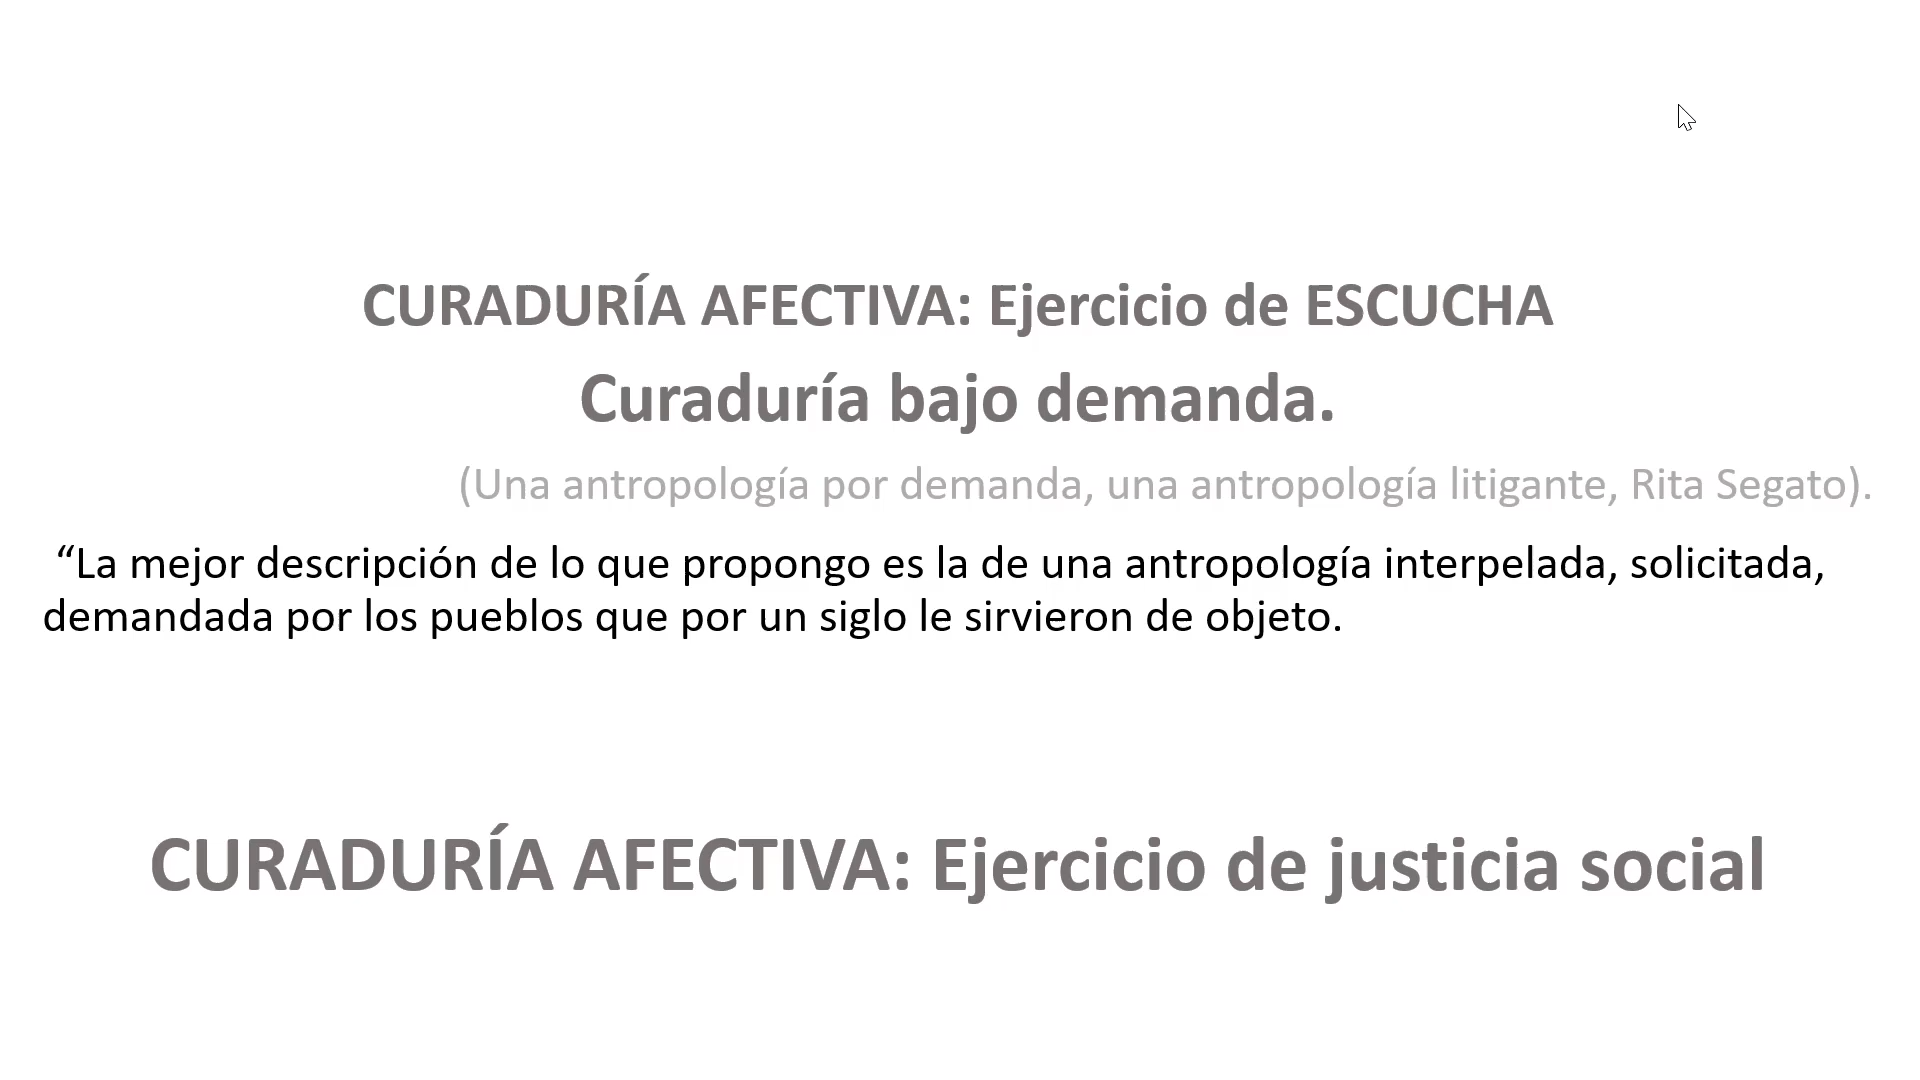 CURADURÍA AFECTIVA: Ejercicio de ESCUCHA
Curaduría bajo demanda.
(Una antropología por demanda, una antropología litigante, Rita Segato).
“La mejor descripción de lo que propongo es la de una antropología interpelada, solicitada,
demandada por los pueblos que por un siglo le sirvieron de objeto.
CURADURÍA AFECTIVA: Ejercicio de justicia social